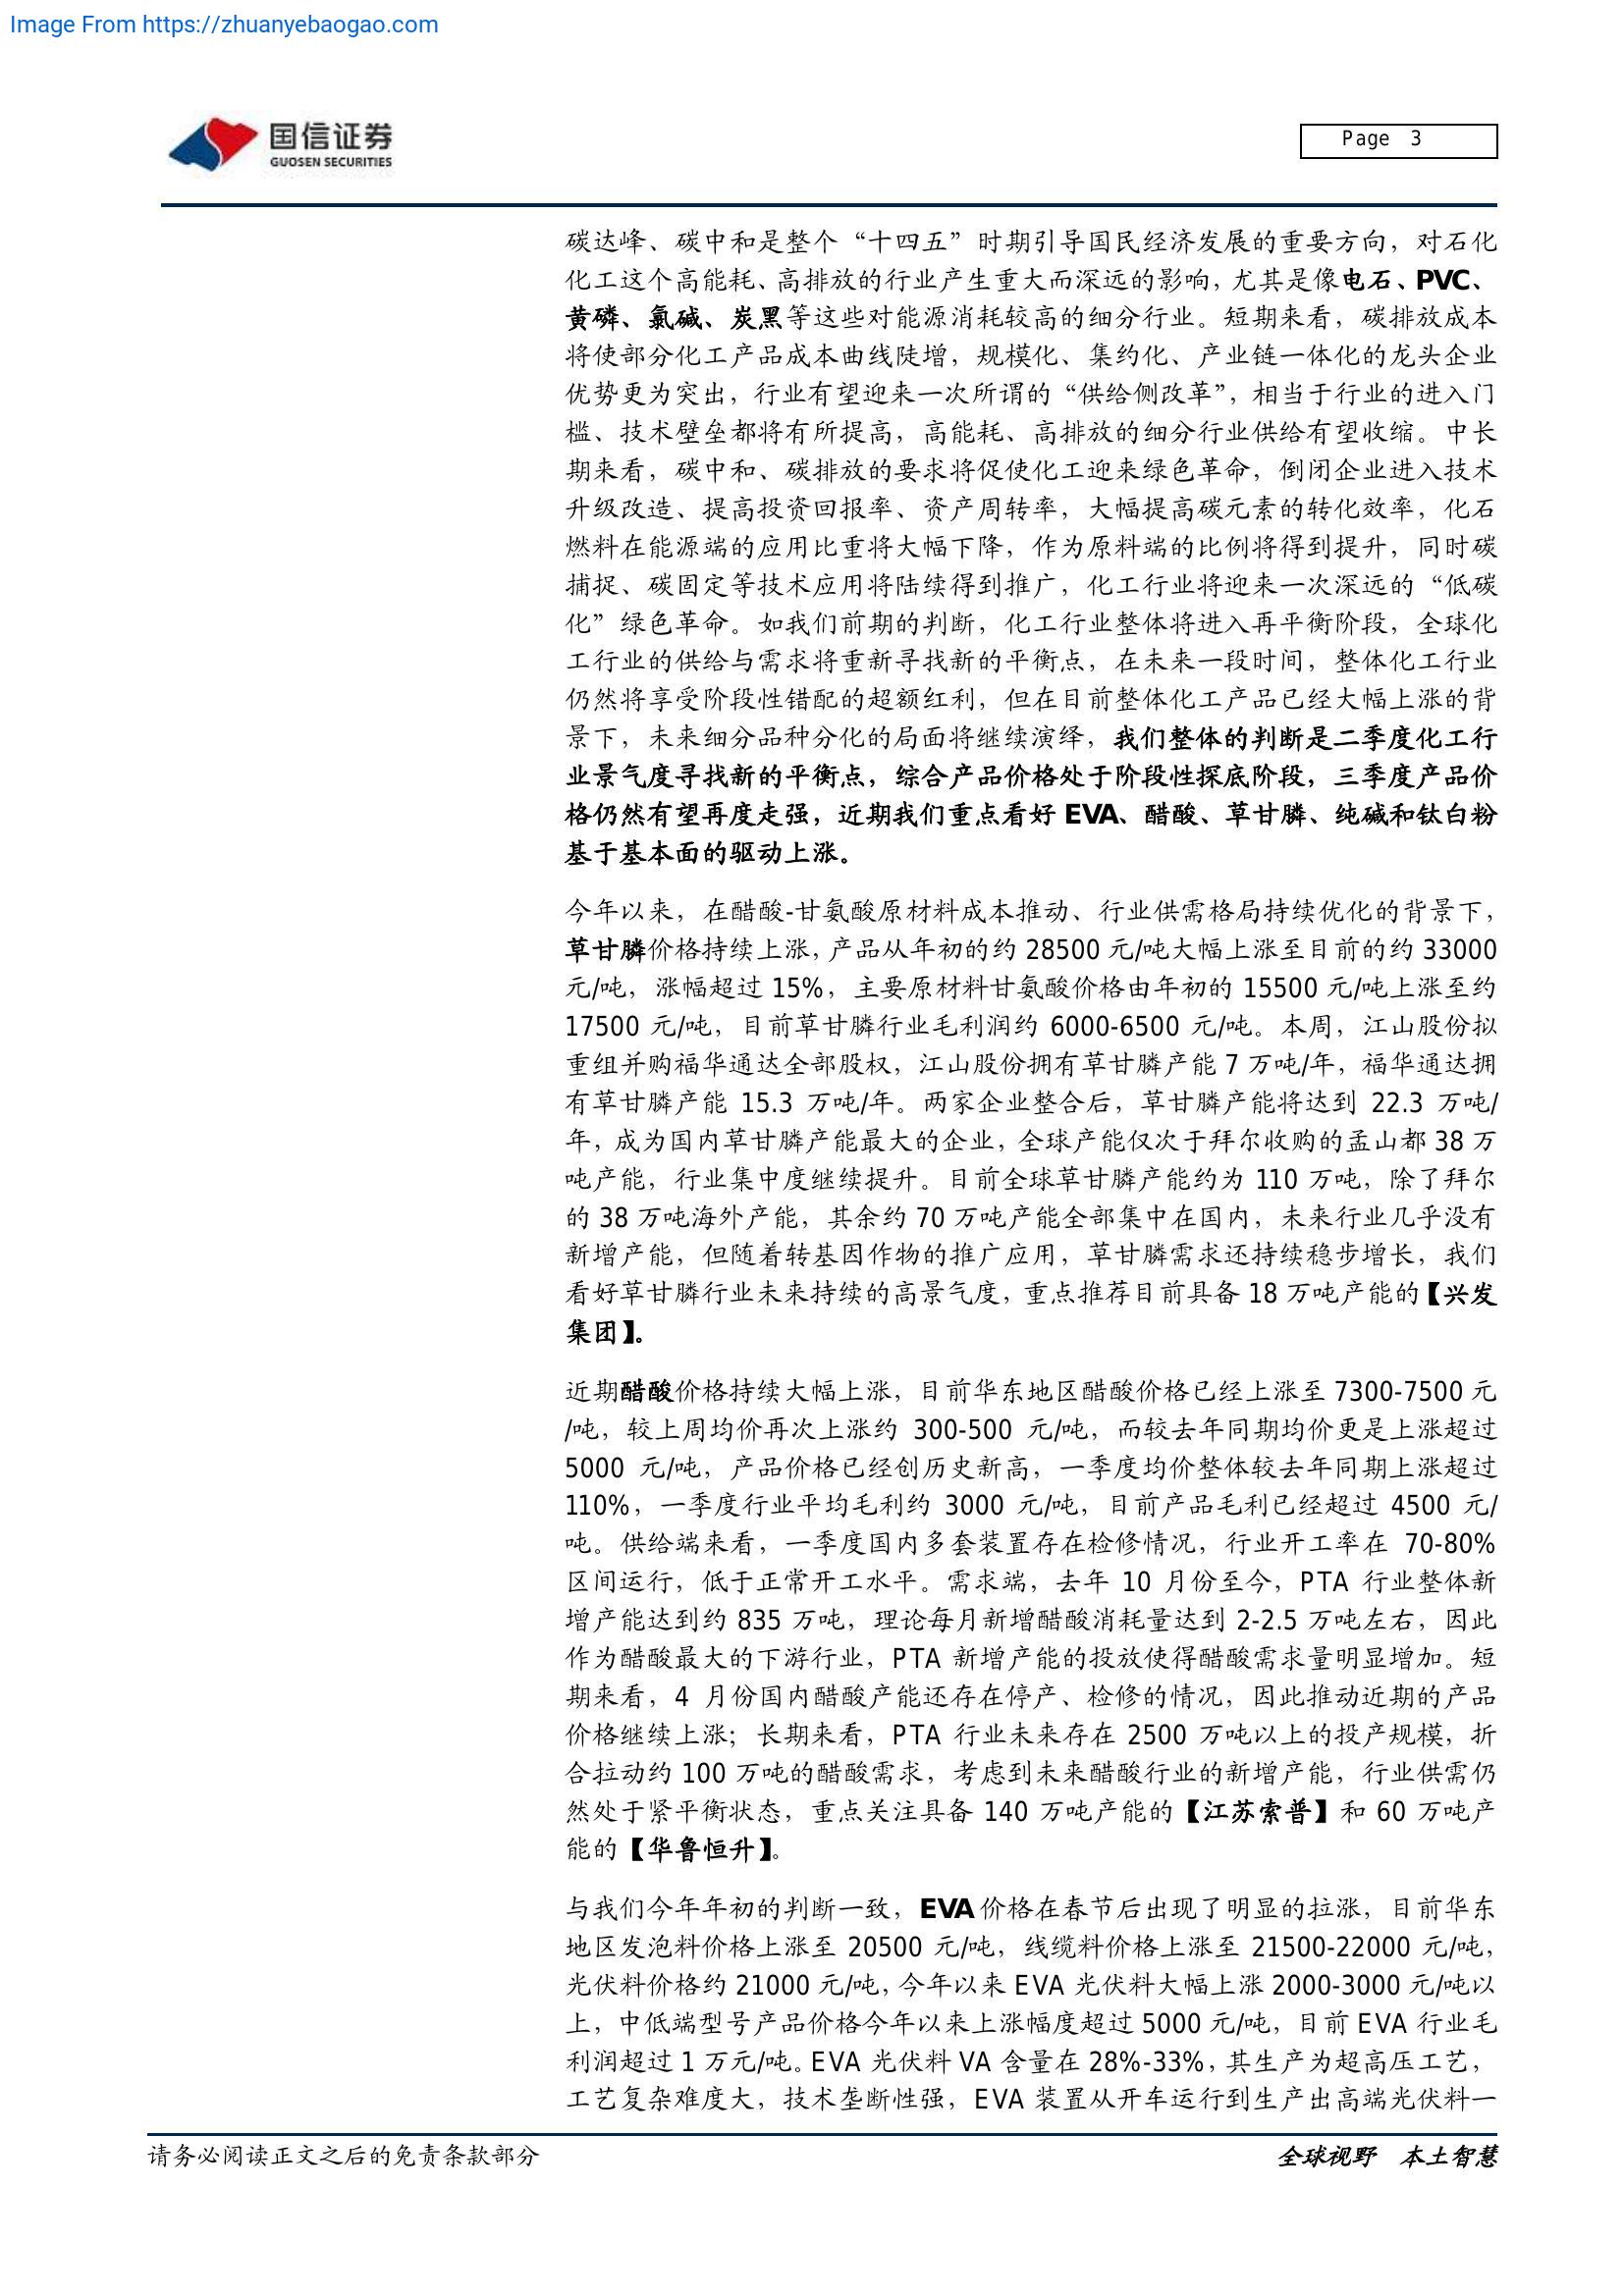 Image From https://zhuanyebaogao.com
国信证券
GUOSEN SECURITIES
Page 3
碳达峰、碳中和是整个“十四五”时期引导国民经济发展的重要方向，对石化
化工这个高能耗、高排放的行业产生重大而深远的影响，尤其是像电石、PVC、
黄磷、氯碱、炭黑等这些对能源消耗较高的细分行业。短期来看，碳排放成本
将使部分化工产品成本曲线陡增，规模化、集约化、产业链一体化的龙头企业
优势更为突出，行业有望迎来一次所谓的“供给侧改革”，相当于行业的进入门
槛、技术壁垒都将有所提高，高能耗、高排放的细分行业供给有望收缩。中长
期来看，碳中和、碳排放的要求将促使化工迎来绿色革命，倒闭企业进入技术
升级改造、提高投资回报率、资产周转率，大幅提高碳元素的转化效率，化石
燃料在能源端的应用比重将大幅下降，作为原料端的比例将得到提升，同时碳
捕捉、碳固定等技术应用将陆续得到推广，化工行业将迎来一次深远的“低碳
化”绿色革命。如我们前期的判断，化工行业整体将进入再平衡阶段，全球化
工行业的供给与需求将重新寻找新的平衡点，在未来一段时间，整体化工行业
仍然将享受阶段性错配的超额红利，但在目前整体化工产品已经大幅上涨的背
景下，未来细分品种分化的局面将继续演绎，我们整体的判断是二季度化工行
业景气度寻找新的平衡点，综合产品价格处于阶段性探底阶段，三季度产品价
格仍然有望再度走强，近期我们重点看好 EVA、醋酸、草甘膦、纯碱和钛白粉
基于基本面的驱动上涨。
今年以来，在醋酸-甘氨酸原材料成本推动、行业供需格局持续优化的背景下，
草甘膦价格持续上涨，产品从年初的约 28500 元/吨大幅上涨至目前的约 33000
元/吨，涨幅超过 15%，主要原材料甘氨酸价格由年初的 15500 元/吨上涨至约
17500 元/吨，目前草甘膦行业毛利润约 6000-6500 元/吨。本周，江山股份拟
重组并购福华通达全部股权，江山股份拥有草甘膦产能 7 万吨/年，福华通达拥
有草甘膦产能 15.3 万吨/年。两家企业整合后，草甘膦产能将达到 22.3 万吨/
年，成为国内草甘膦产能最大的企业，全球产能仅次于拜尔收购的孟山都 38 万
吨产能，行业集中度继续提升。目前全球草甘膦产能约为 110 万吨，除了拜尔
的 38 万吨海外产能，其余约 70 万吨产能全部集中在国内，未来行业几乎没有
新增产能，但随着转基因作物的推广应用，草甘膦需求还持续稳步增长，我们
看好草甘膦行业未来持续的高景气度，重点推荐目前具备 18 万吨产能的【兴发
集团】。
近期醋酸价格持续大幅上涨，目前华东地区醋酸价格已经上涨至 7300-7500 元
/吨，较上周均价再次上涨约 300-500 元/吨，而较去年同期均价更是上涨超过
5000 元/吨，产品价格已经创历史新高，一季度均价整体较去年同期上涨超过
110%，一季度行业平均毛利约 3000 元/吨，目前产品毛利已经超过 4500 元/
吨。供给端来看，一季度国内多套装置存在检修情况，行业开工率在 70-80%
区间运行，低于正常开工水平。需求端，去年 10 月份至今，PTA 行业整体新
增产能达到约 835 万吨，理论每月新增醋酸消耗量达到 2-2.5 万吨左右，因此
作为醋酸最大的下游行业，PTA 新增产能的投放使得醋酸需求量明显增加。短
期来看，4 月份国内醋酸产能还存在停产、检修的情况，因此推动近期的产品
价格继续上涨；长期来看，PTA 行业未来存在 2500 万吨以上的投产规模，折
合拉动约 100 万吨的醋酸需求，考虑到未来醋酸行业的新增产能，行业供需仍
然处于紧平衡状态，重点关注具备 140 万吨产能的【江苏索普】和 60 万吨产
能的【华鲁恒升】。
与我们今年年初的判断一致，EVA 价格在春节后出现了明显的拉涨，目前华东
地区发泡料价格上涨至 20500 元/吨，线缆料价格上涨至 21500-22000 元/吨，
光伏料价格约 21000 元/吨，今年以来 EVA 光伏料大幅上涨 2000-3000 元/吨以
上，中低端型号产品价格今年以来上涨幅度超过 5000 元/吨，目前 EVA 行业毛
利润超过 1 万元/吨。EVA 光伏料 VA 含量在 28%-33%，其生产为超高压工艺，
工艺复杂难度大，技术垄断性强，EVA 装置从开车运行到生产出高端光伏料一
请务必阅读正文之后的免责条款部分
全球视野 本土智慧